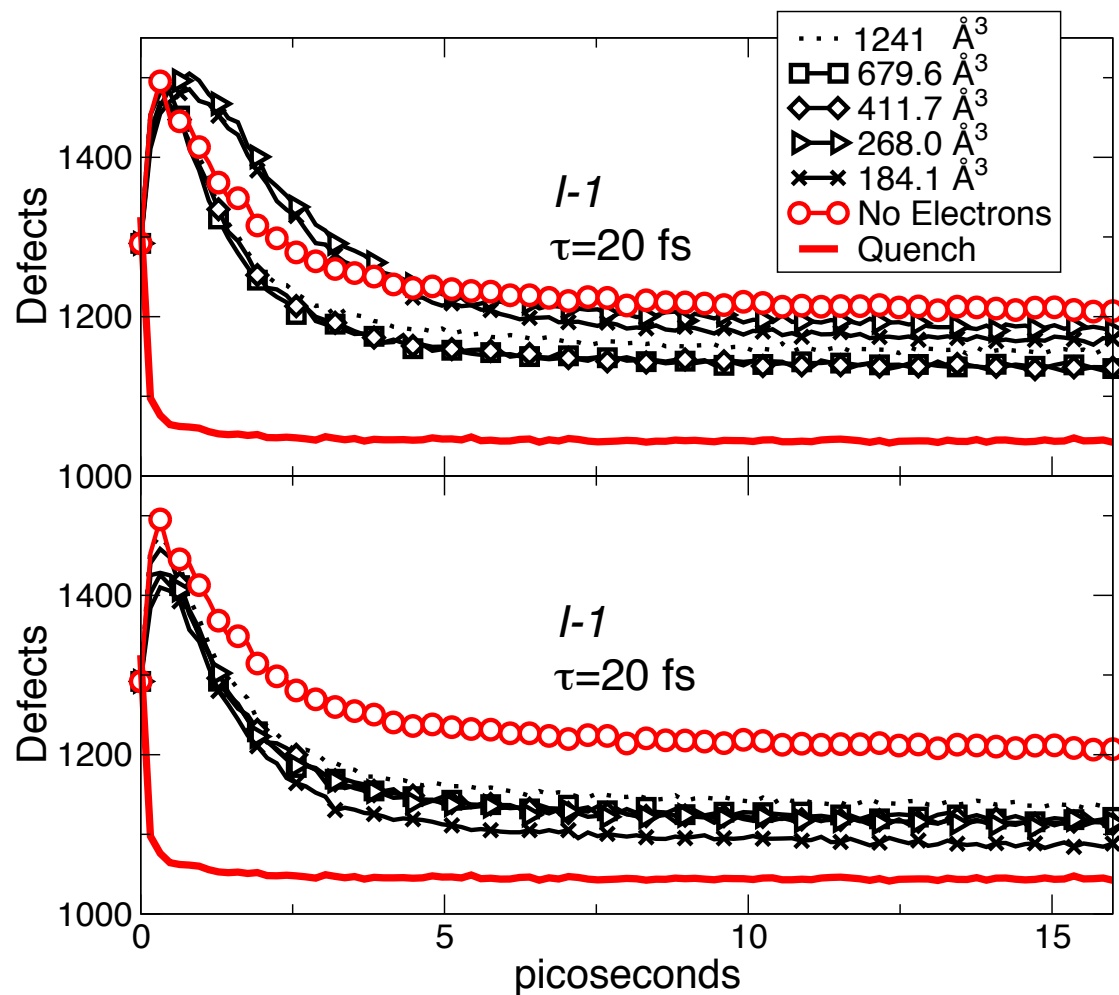 1241 Å³
679.6 Å³
411.7 Å³
268.0 Å³
184.1 Å³
No Electrons
Quench
Defects
1400
1200
1000
l-1
τ=20 fs
Defects
1400
1200
1000
l-1
τ=20 fs
0
5
10
15
picoseconds